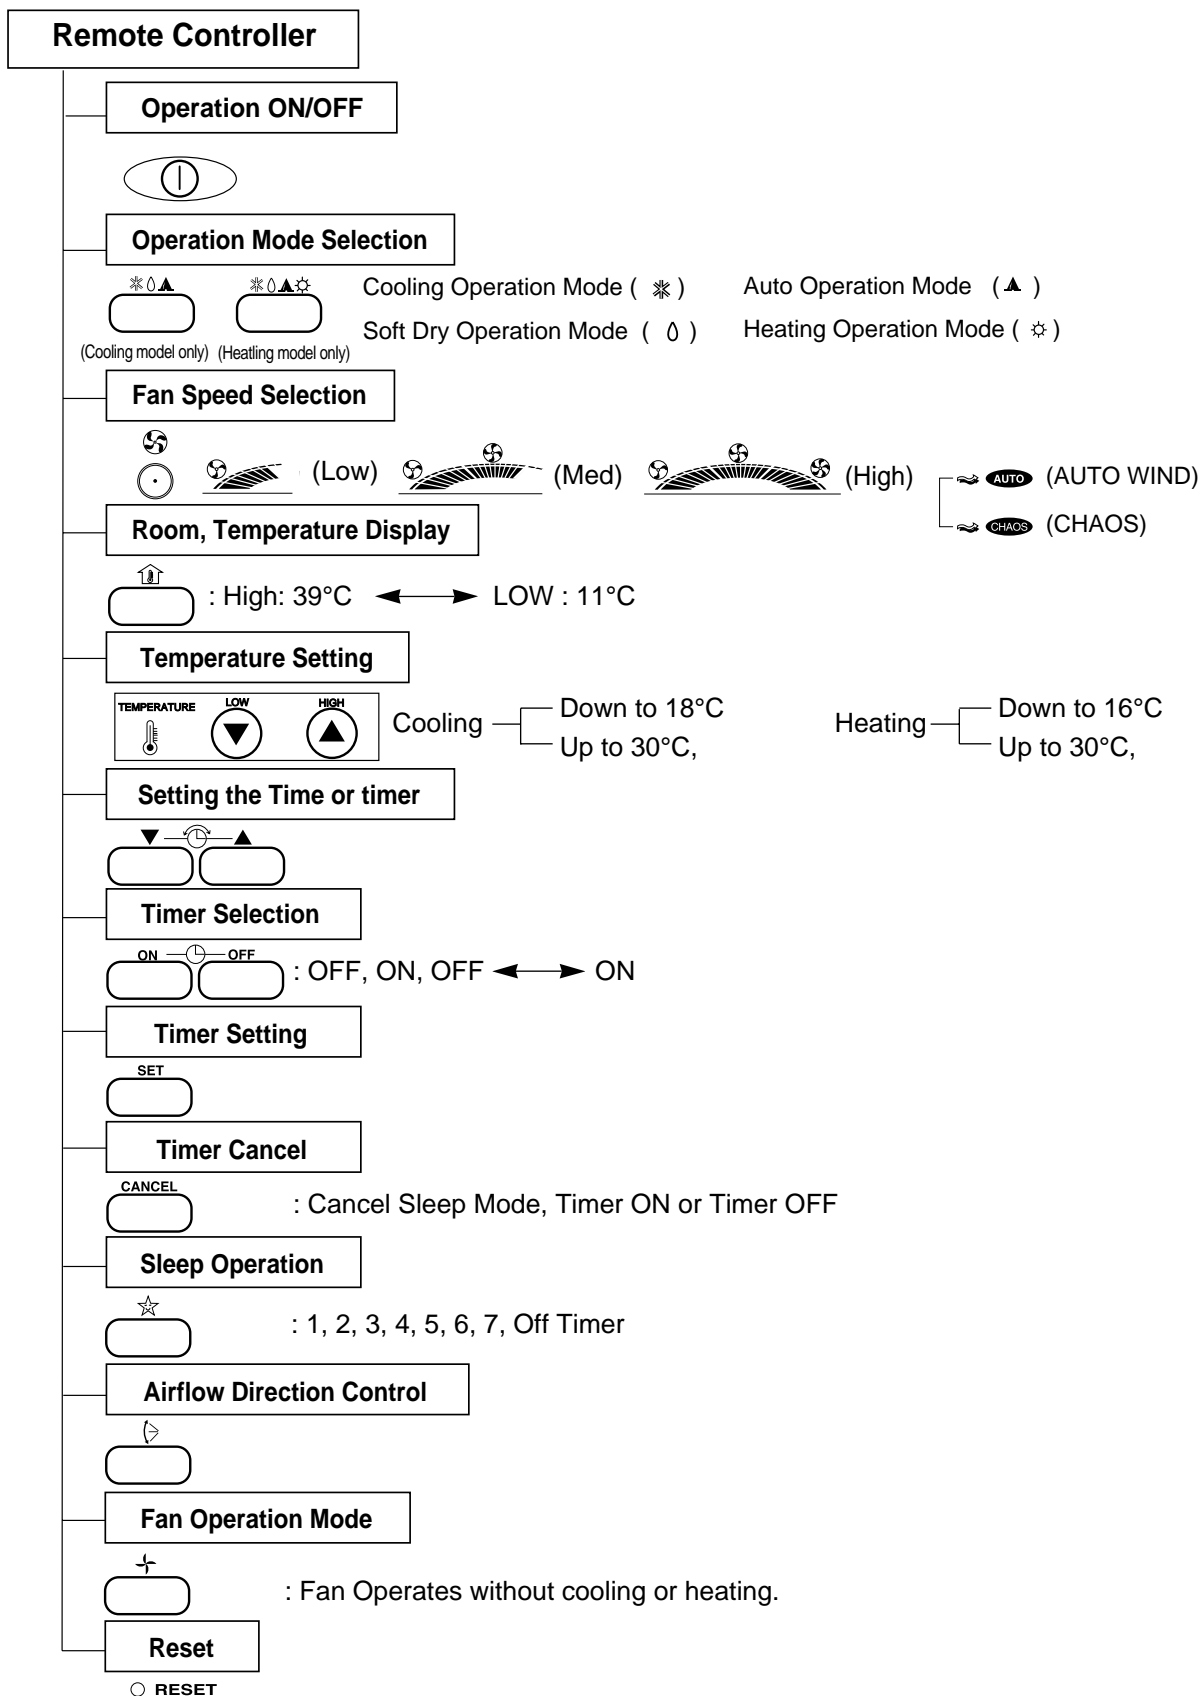 Remote Controller
Operation ON/OFF
Operation Mode Selection
Cooling Operation Mode ( ) Auto Operation Mode ( )
Soft Dry Operation Mode ( ) Heating Operation Mode ( )
(Cooling model only) (Heatling model only)
Fan Speed Selection
(Low) (Med) (High) AUTO (AUTO WIND)
CHAOS (CHAOS)
Room, Temperature Display
: High: 39°C LOW : 11°C
Temperature Setting
TEMPERATURE LOW HIGH
Cooling Down to 18°C Heating Down to 16°C
Up to 30°C, Up to 30°C,
Setting the Time or timer
Timer Selection
ON OFF
: OFF, ON, OFF ON
Timer Setting
SET
Timer Cancel
CANCEL
: Cancel Sleep Mode, Timer ON or Timer OFF
Sleep Operation
: 1, 2, 3, 4, 5, 6, 7, Off Timer
Airflow Direction Control
Fan Operation Mode
: Fan Operates without cooling or heating.
Reset
RESET